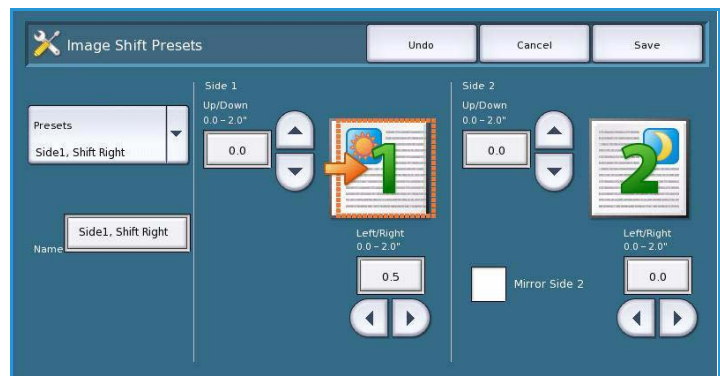 Image Shift Presets
Undo
Cancel
Save
Presets
Side1, Shift Right
Name
Side1, Shift Right
Side 1
Up/Down
0.0 – 2.0"
0.0
1
Left/Right
0.0 – 2.0"
0.5
Side 2
Up/Down
0.0 – 2.0"
0.0
2
Mirror Side 2
Left/Right
0.0 – 2.0"
0.0